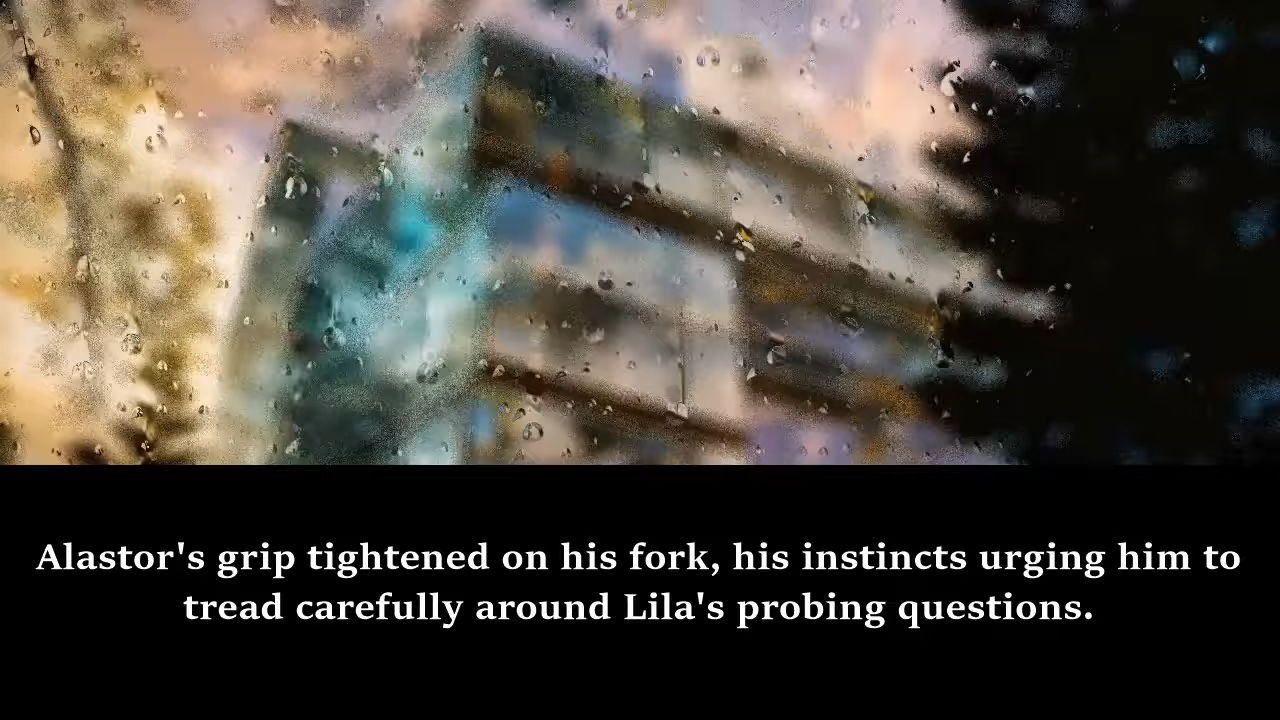 Alastor's grip tightened on his fork, his instincts urging him to
tread carefully around Lila's probing questions.